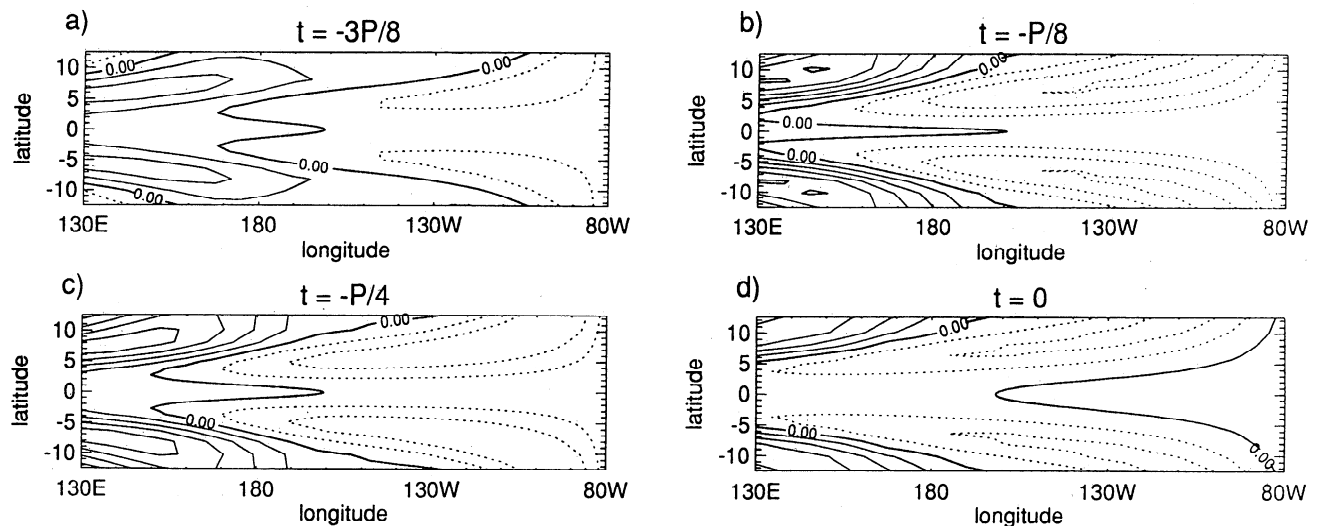 a)
t = -3P/8
0.00
0.00
0.00
0.00
latitude
10
5
0
-5
-10
130E 180 130W 80W
longitude
b)
t = -P/8
0.00
0.00
0.00
latitude
10
5
0
-5
-10
130E 180 130W 80W
longitude
c)
t = -P/4
0.00
0.00
latitude
10
5
0
-5
-10
130E 180 130W 80W
longitude
d)
t = 0
0.00
0.00
0.00
latitude
10
5
0
-5
-10
130E 180 130W 80W
longitude